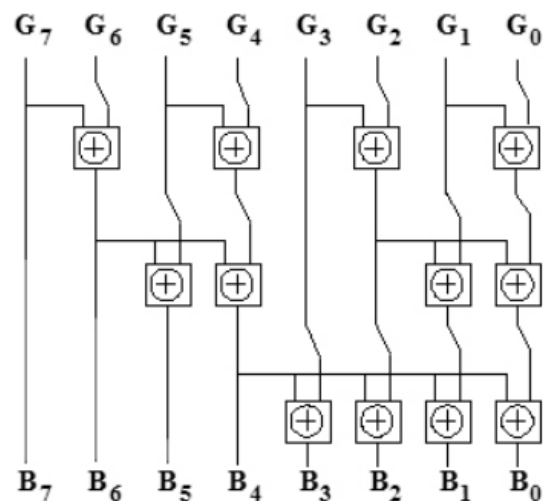 G₇ G₆ G₅ G₄ G₃ G₂ G₁ G₀
B₇ B₆ B₅ B₄ B₃ B₂ B₁ B₀